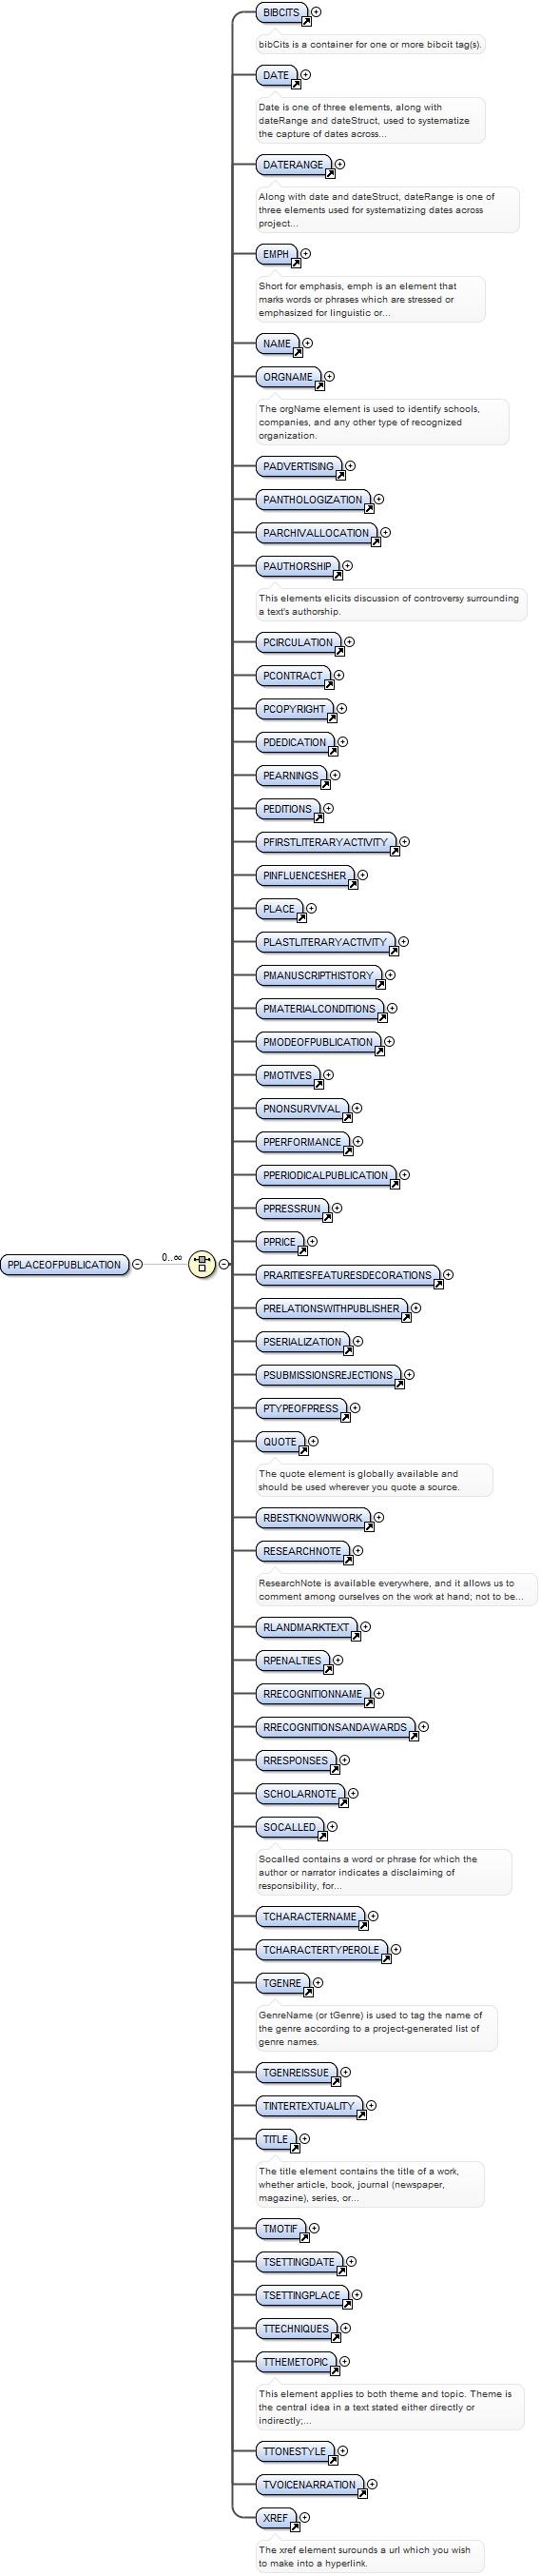 BIBCITS
bibCits is a container for one or more bibcit tag(s).
DATE
Date is one of three elements, along with
dateRange and dateStruct, used to systematize
the capture of dates across...
DATERANGE
Along with date and dateStruct, dateRange is one of
three elements used for systematizing dates across
project...
EMPH
Short for emphasis, emph is an element that
marks words or phrases which are stressed or
emphasized for linguistic or...
NAME
ORGNAME
The orgName element is used to identify schools,
companies, and any other type of recognized
organization.
PADVERTISING
PANTHOLOGIZATION
PARCHIVALLOCATION
PAUTHORSHIP
This elements elicits discussion of controversy surrounding
a text's authorship.
PCIRCULATION
PCONTRACT
PCOPYRIGHT
PDEDICATION
PEARNINGS
PEDITIONS
PFIRSTLITERARYACTIVITY
PINFLUENCESHER
PLACE
PLASTLITERARYACTIVITY
PMANUSCRIPTHISTORY
PMATERIALCONDITIONS
PMODEOFPUBLICATION
PMOTIVES
PNONSURVIVAL
PPERFORMANCE
PPERIODICALPUBLICATION
PPRESSRUN
PPRICE
PPLACEOFPUBLICATION 0..∞
PRARITIESFEATURESDECORATIONS
PRELATIONSWITHPUBLISHER
PSERIALIZATION
PSUBMISSIONSREJECTIONS
PTYPEOFPRESS
QUOTE
The quote element is globally available and
should be used wherever you quote a source.
RBESTKNOWNWORK
RESEARCHNOTE
ResearchNote is available everywhere, and it allows us to
comment among ourselves on the work at hand; not to be...
RLANDMARKTEXT
RPENALTIES
RRECOGNITIONNAME
RRECOGNITIONSANDAWARDS
RRESPONSES
SCHOLARNOTE
SOCALLED
Socalled contains a word or phrase for which the
author or narrator indicates a disclaiming of
responsibility, for...
TCHARACTERNAME
TCHARACTERTYPEROLE
TGENRE
GenreName (or tGenre) is used to tag the name of
the genre according to a project-generated list of
genre names.
TGENREISSUE
TINTERTEXTUALITY
TITLE
The title element contains the title of a work,
whether article, book, journal (newspaper,
magazine), series, or...
TMOTIF
TSETTINGDATE
TSETTINGPLACE
TTECHNIQUES
TTHEMETOPIC
This element applies to both theme and topic. Theme is
the central idea in a text stated either directly or
indirectly;...
TTONESTYLE
TVOICENARRATION
XREF
The xref element surounds a url which you wish
to make into a hyperlink.